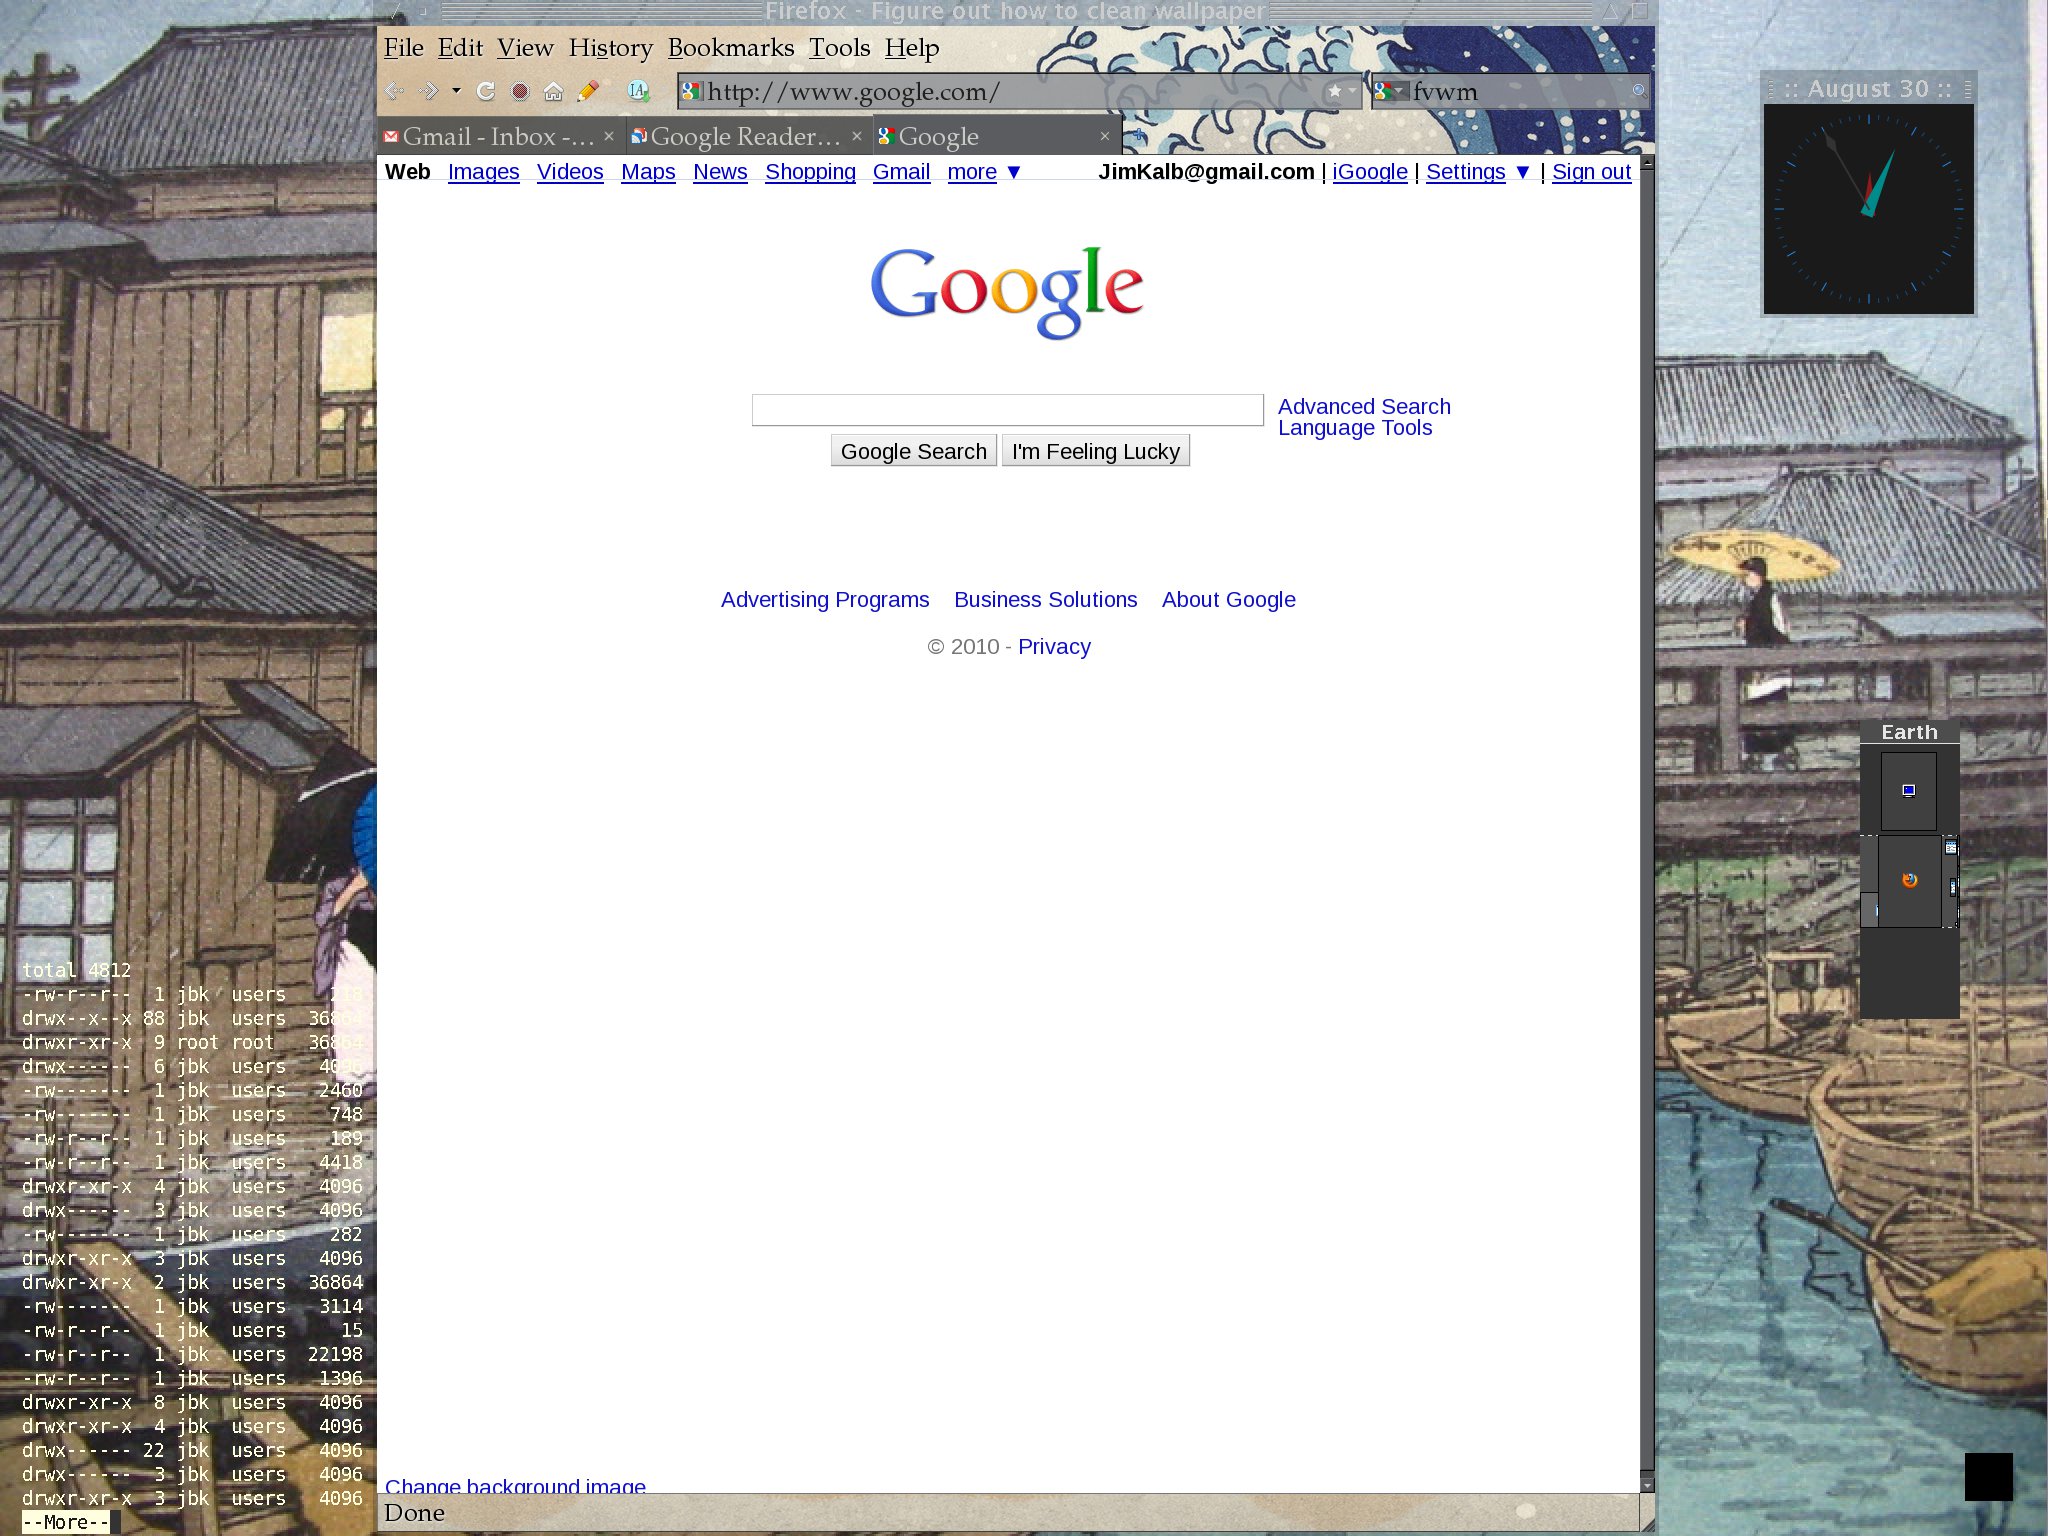 Firefox - Figure out how to clean wallpaper
File Edit View History Bookmarks Tools Help
http://www.google.com/ fvwm
Gmail - Inbox -... Google Reader... Google
Web Images Videos Maps News Shopping Gmail more ▼ JimKalb@gmail.com | iGoogle | Settings ▼ | Sign out
Google
Advanced Search
Language Tools
Google Search I'm Feeling Lucky
Advertising Programs Business Solutions About Google
© 2010 - Privacy
Change background image
Done
:: August 30 ::
Earth
total 4812
-rw-r--r-- 1 jbk users 218
drwx--x--x 88 jbk users 36864
drwxr-xr-x 9 root root 36864
drwx------ 6 jbk users 4096
-rw------- 1 jbk users 2460
-rw------- 1 jbk users 748
-rw-r--r-- 1 jbk users 189
-rw-r--r-- 1 jbk users 4418
drwxr-xr-x 4 jbk users 4096
drwx------ 3 jbk users 4096
-rw------- 1 jbk users 282
drwxr-xr-x 3 jbk users 4096
drwxr-xr-x 2 jbk users 36864
-rw------- 1 jbk users 3114
-rw-r--r-- 1 jbk users 15
-rw-r--r-- 1 jbk users 22198
-rw-r--r-- 1 jbk users 1396
drwxr-xr-x 8 jbk users 4096
drwxr-xr-x 4 jbk users 4096
drwx------ 22 jbk users 4096
drwx------ 3 jbk users 4096
drwxr-xr-x 3 jbk users 4096
--More--